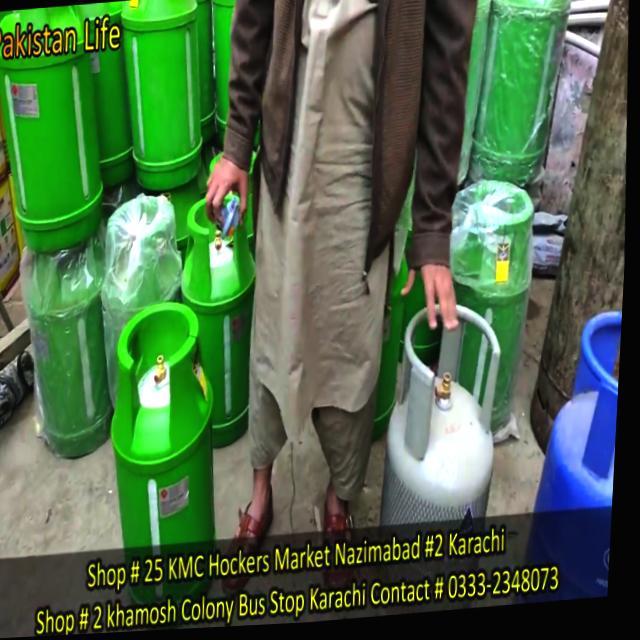 Pakistan Life
Shop # 25 KMC Hockers Market Nazimabad #2 Karachi
Shop # 2 khamosh Colony Bus Stop Karachi Contact # 0333-2348073